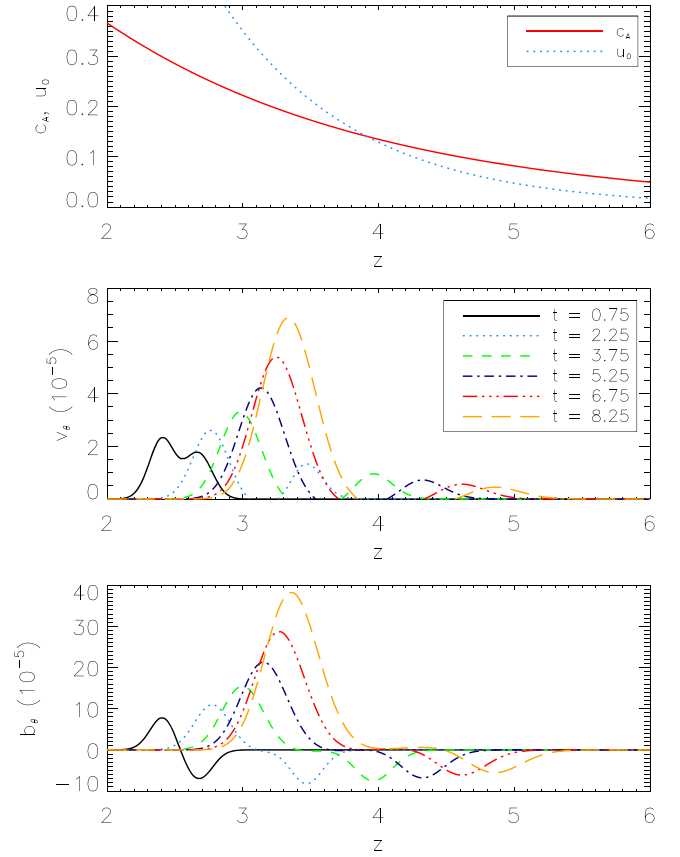 0.4
0.3
0.2
0.1
0.0
c_A, u_0
c_A
u_0
2 3 4 5 6
z
8
6
4
2
0
v_θ (10^-5)
t = 0.75
t = 2.25
t = 3.75
t = 5.25
t = 6.75
t = 8.25
2 3 4 5 6
z
40
30
20
10
0
-10
b_θ (10^-5)
2 3 4 5 6
z